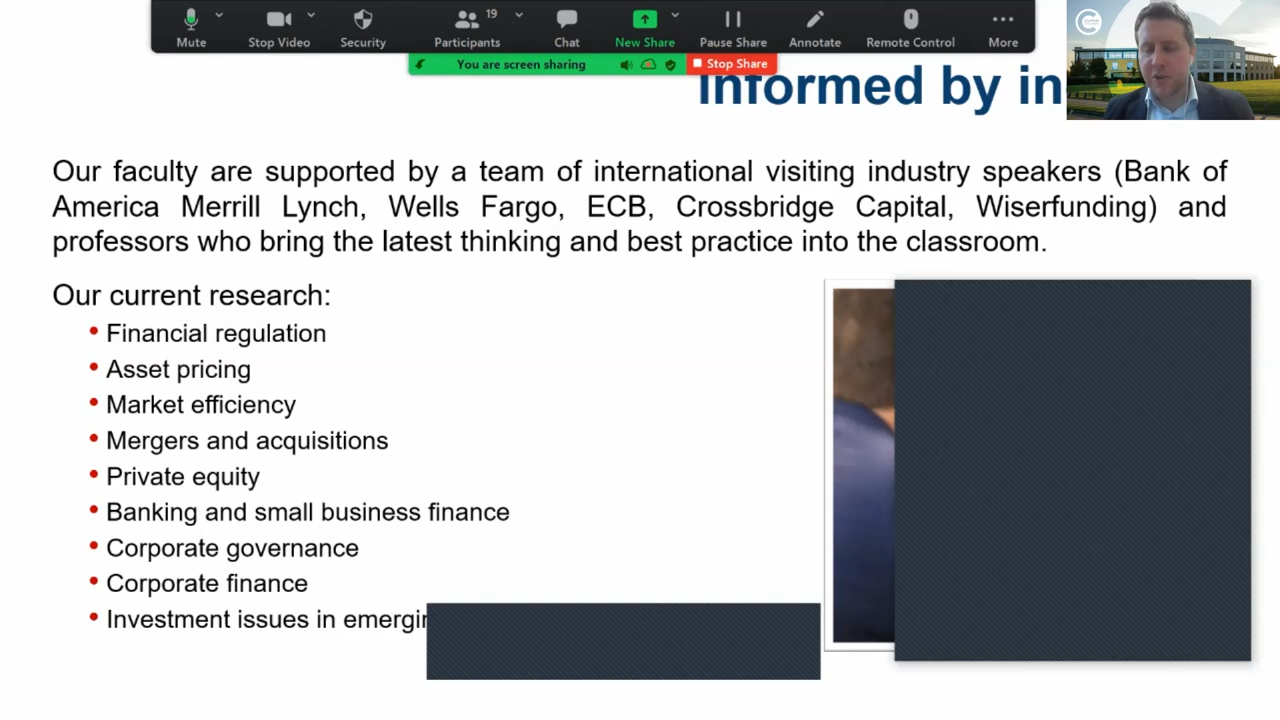 19
Mute
Stop Video
Security
Participants
Chat
New Share
Pause Share
Annotate
Remote Control
More
You are screen sharing
Stop Share
Informed by in
Our faculty are supported by a team of international visiting industry speakers (Bank of
America Merrill Lynch, Wells Fargo, ECB, Crossbridge Capital, Wiserfunding) and
professors who bring the latest thinking and best practice into the classroom.
Our current research:
• Financial regulation
• Asset pricing
• Market efficiency
• Mergers and acquisitions
• Private equity
• Banking and small business finance
• Corporate governance
• Corporate finance
• Investment issues in